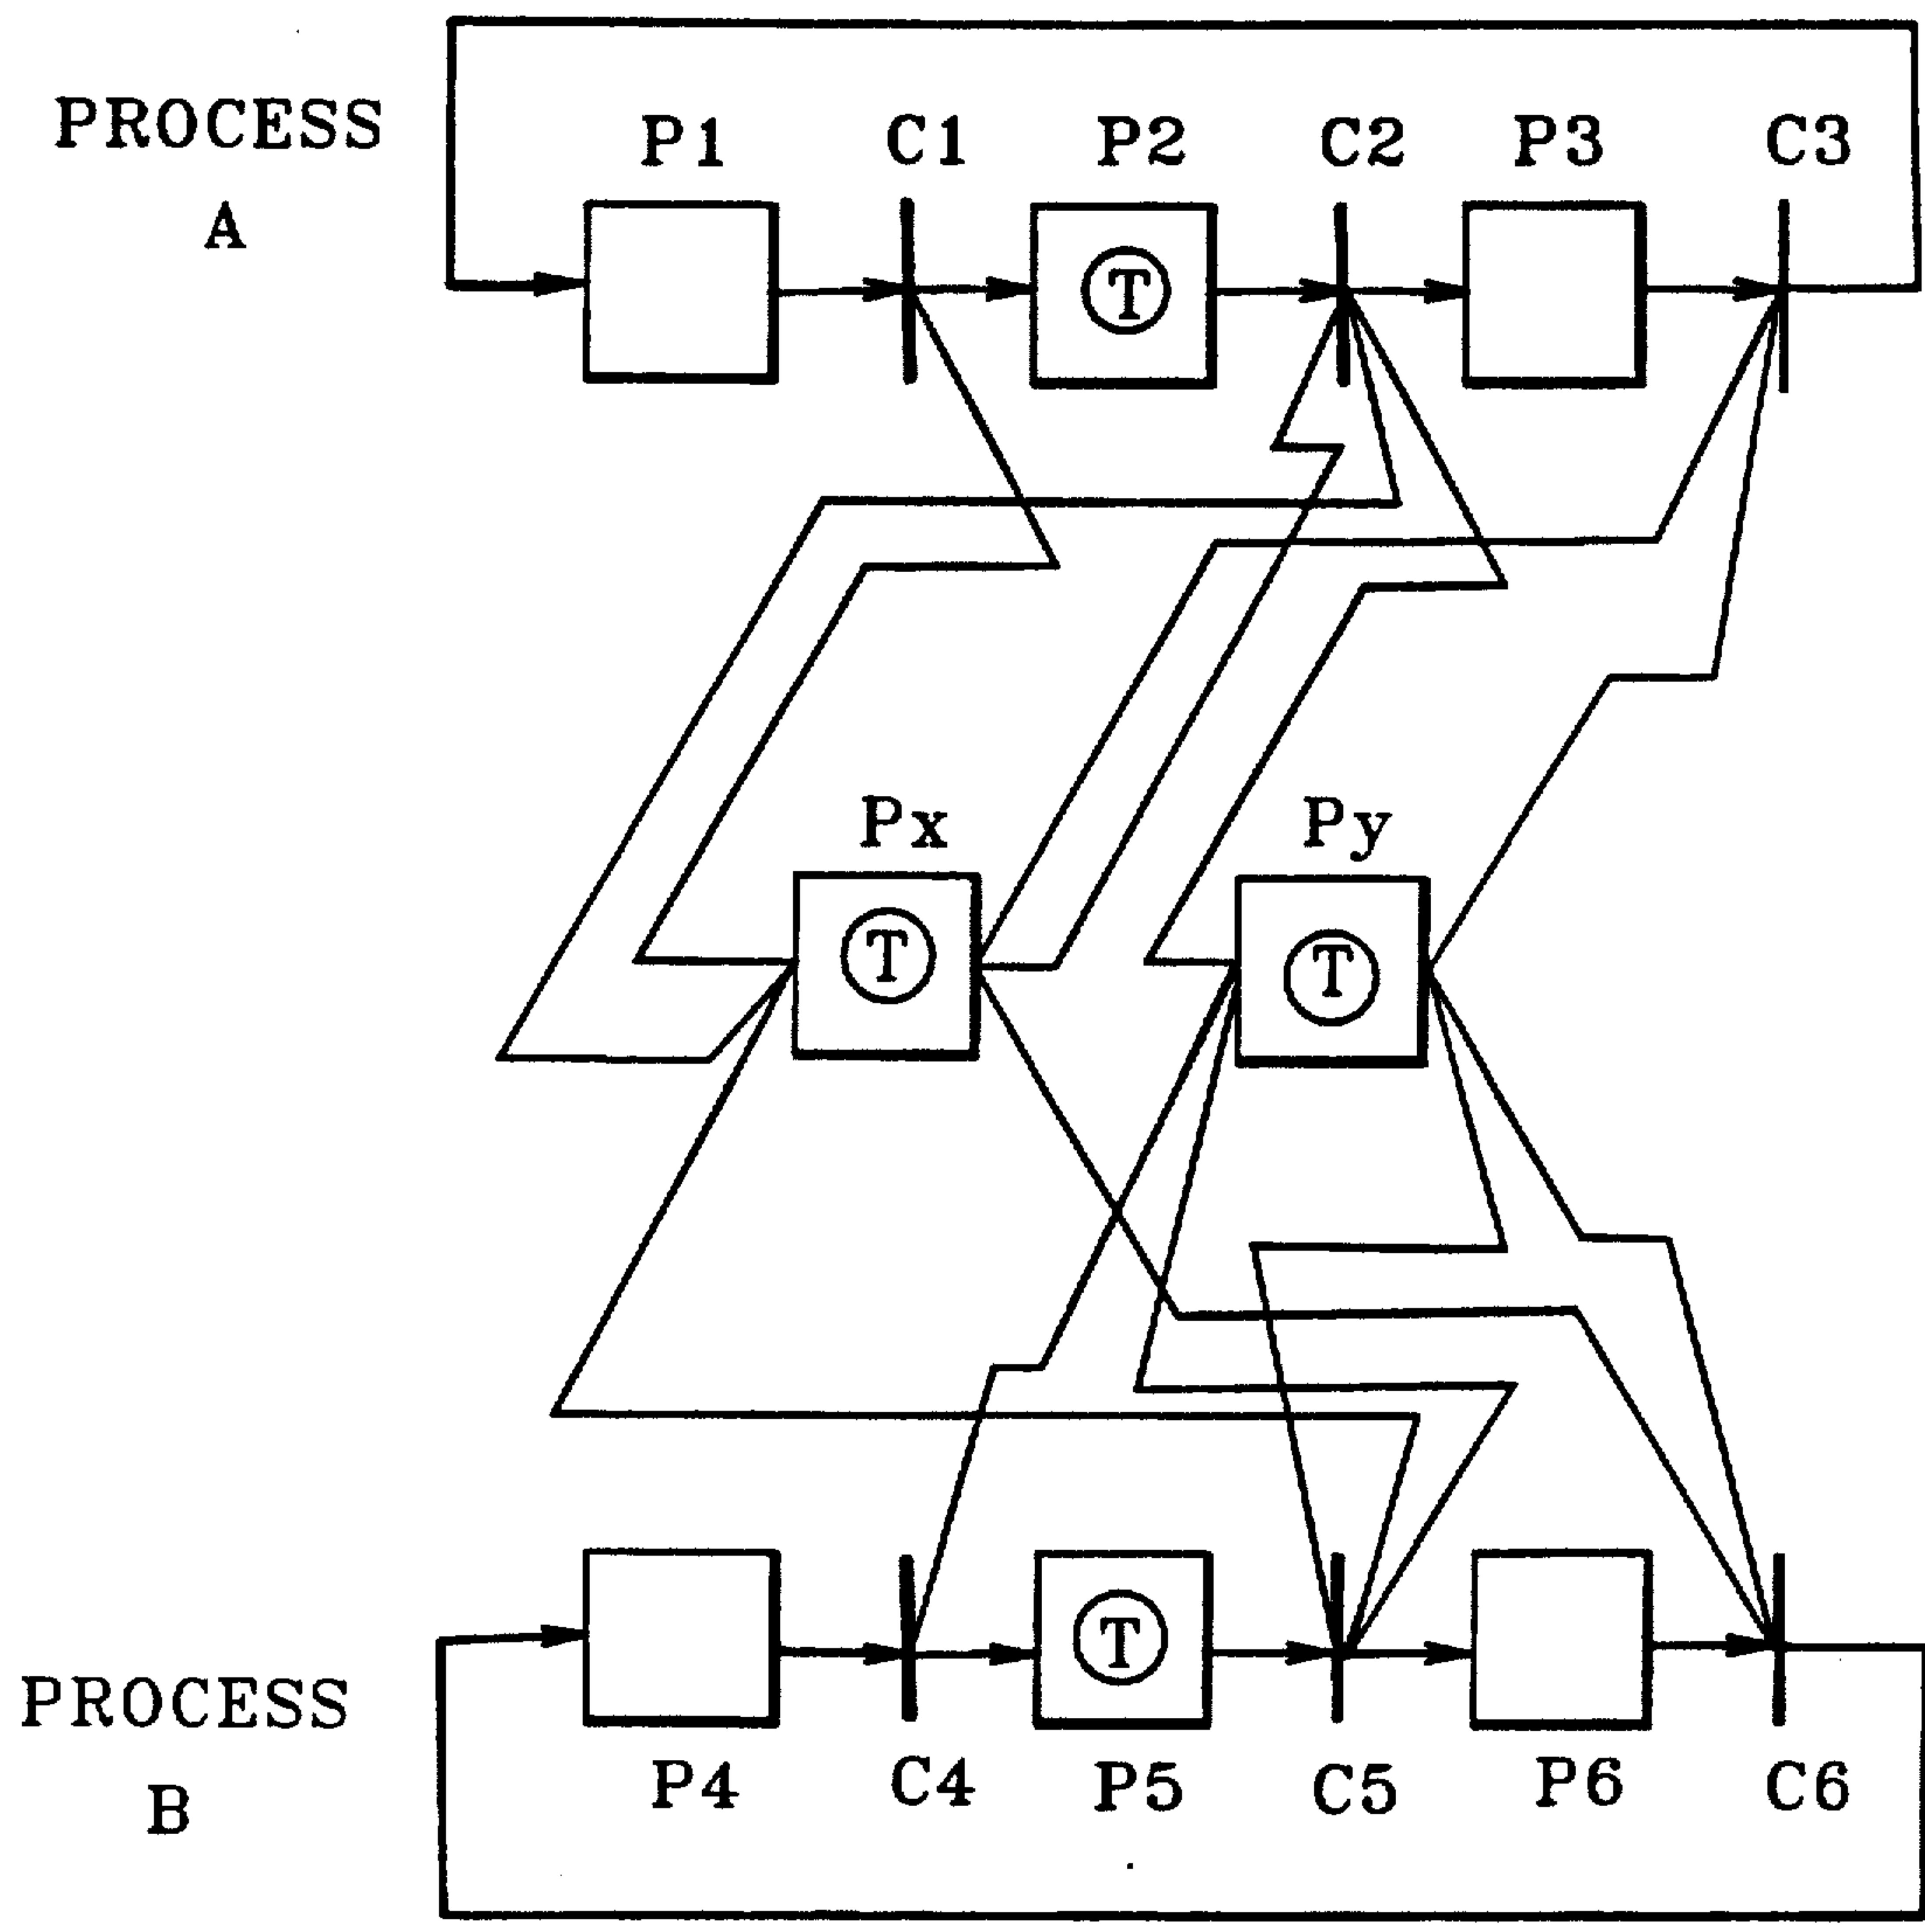 PROCESS
A
P1 C1 P2 C2 P3 C3
T
Px Py
T T
T
PROCESS
B
P4 C4 P5 C5 P6 C6